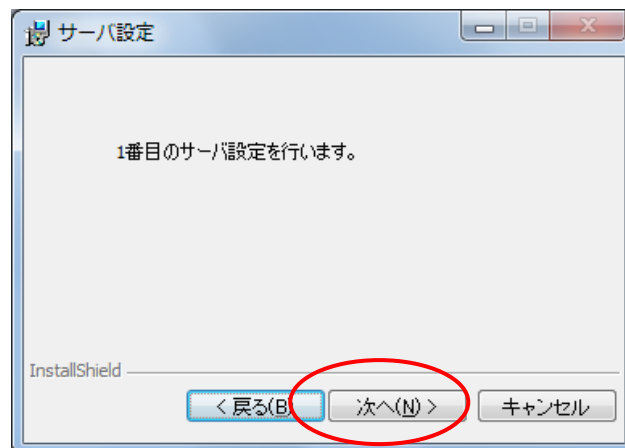 サーバ設定
1番目のサーバ設定を行います。
InstallShield
< 戻る(B)
次へ(N) >
キャンセル